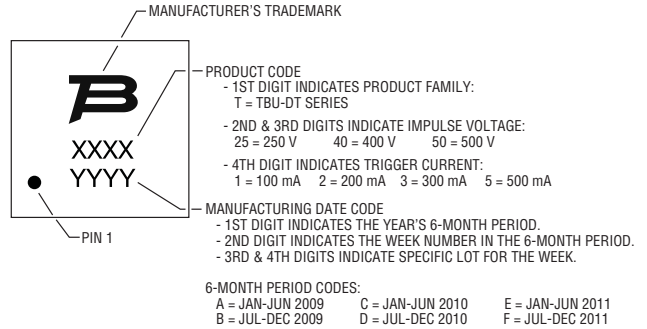 MANUFACTURER'S TRADEMARK
B
PRODUCT CODE
- 1ST DIGIT INDICATES PRODUCT FAMILY:
T = TBU-DT SERIES
- 2ND & 3RD DIGITS INDICATE IMPULSE VOLTAGE:
25 = 250 V 40 = 400 V 50 = 500 V
- 4TH DIGIT INDICATES TRIGGER CURRENT:
1 = 100 mA 2 = 200 mA 3 = 300 mA 5 = 500 mA
XXXX
YYYY
MANUFACTURING DATE CODE
- 1ST DIGIT INDICATES THE YEAR'S 6-MONTH PERIOD.
- 2ND DIGIT INDICATES THE WEEK NUMBER IN THE 6-MONTH PERIOD.
- 3RD & 4TH DIGITS INDICATE SPECIFIC LOT FOR THE WEEK.
PIN 1
6-MONTH PERIOD CODES:
A = JAN-JUN 2009 C = JAN-JUN 2010 E = JAN-JUN 2011
B = JUL-DEC 2009 D = JUL-DEC 2010 F = JUL-DEC 2011